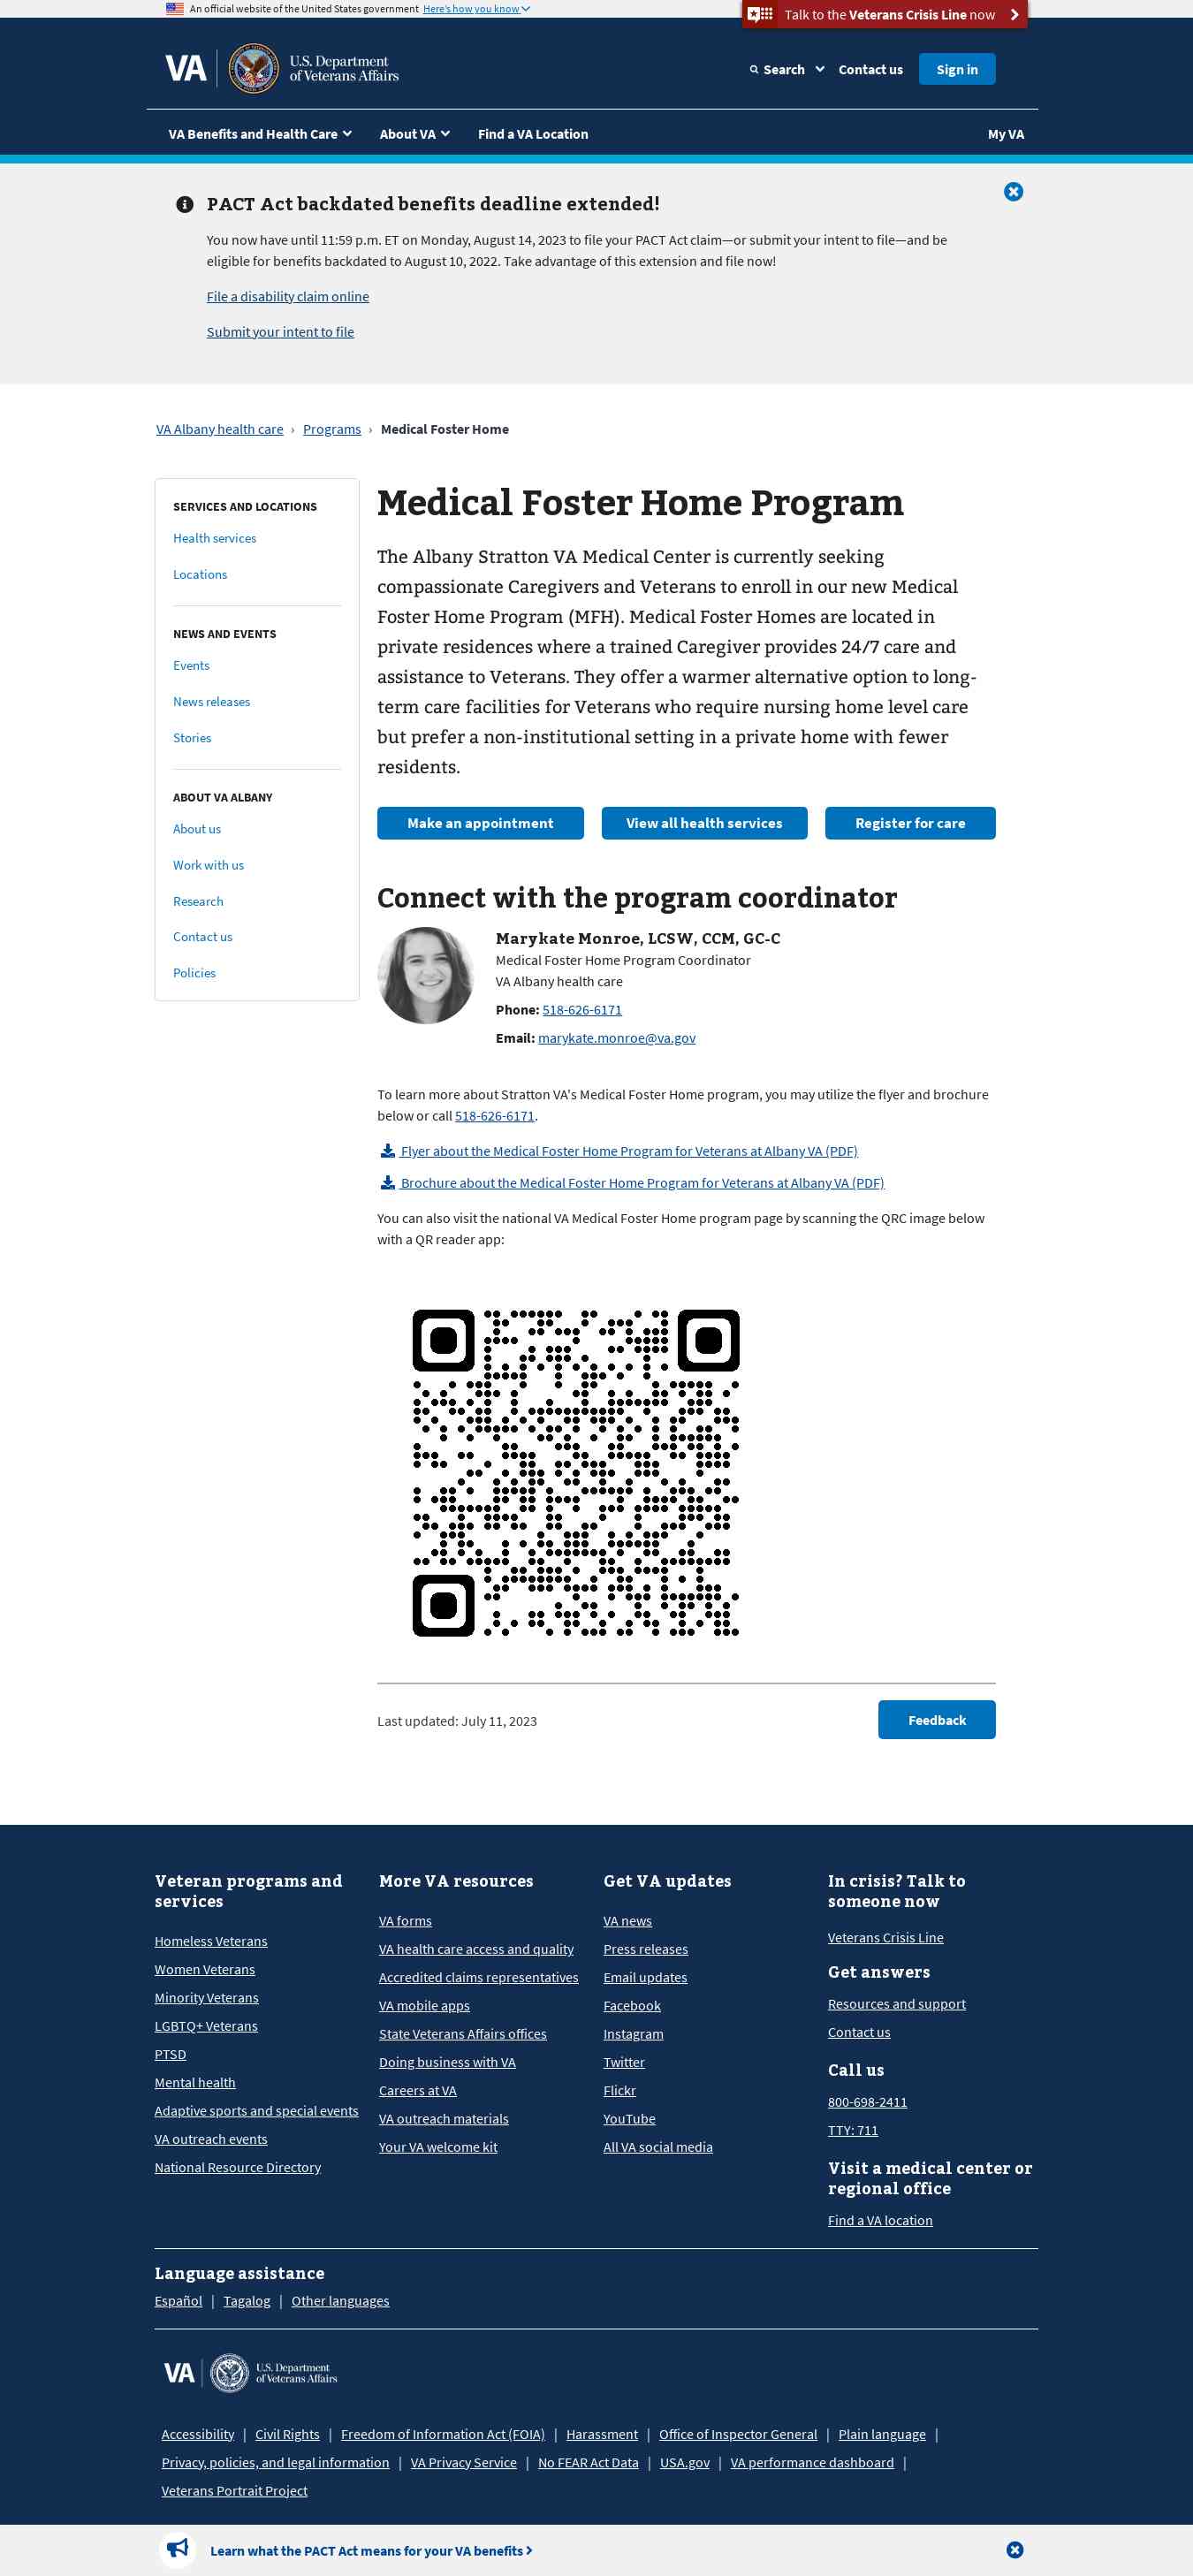 An official website of the United States government Here's how you know
Talk to the Veterans Crisis Line now
VA
U.S. Department
of Veterans Affairs
Search
Contact us
Sign in
VA Benefits and Health Care
About VA
Find a VA Location
My VA
PACT Act backdated benefits deadline extended!
You now have until 11:59 p.m. ET on Monday, August 14, 2023 to file your PACT Act claim—or submit your intent to file—and be
eligible for benefits backdated to August 10, 2022. Take advantage of this extension and file now!
File a disability claim online
Submit your intent to file
VA Albany health care › Programs › Medical Foster Home
SERVICES AND LOCATIONS
Health services
Locations
NEWS AND EVENTS
Events
News releases
Stories
ABOUT VA ALBANY
About us
Work with us
Research
Contact us
Policies
Medical Foster Home Program
The Albany Stratton VA Medical Center is currently seeking
compassionate Caregivers and Veterans to enroll in our new Medical
Foster Home Program (MFH). Medical Foster Homes are located in
private residences where a trained Caregiver provides 24/7 care and
assistance to Veterans. They offer a warmer alternative option to long-
term care facilities for Veterans who require nursing home level care
but prefer a non-institutional setting in a private home with fewer
residents.
Make an appointment
View all health services
Register for care
Connect with the program coordinator
Marykate Monroe, LCSW, CCM, GC-C
Medical Foster Home Program Coordinator
VA Albany health care
Phone: 518-626-6171
Email: marykate.monroe@va.gov
To learn more about Stratton VA's Medical Foster Home program, you may utilize the flyer and brochure
below or call 518-626-6171.
Flyer about the Medical Foster Home Program for Veterans at Albany VA (PDF)
Brochure about the Medical Foster Home Program for Veterans at Albany VA (PDF)
You can also visit the national VA Medical Foster Home program page by scanning the QRC image below
with a QR reader app:
Last updated: July 11, 2023
Feedback
Veteran programs and
services
Homeless Veterans
Women Veterans
Minority Veterans
LGBTQ+ Veterans
PTSD
Mental health
Adaptive sports and special events
VA outreach events
National Resource Directory
More VA resources
VA forms
VA health care access and quality
Accredited claims representatives
VA mobile apps
State Veterans Affairs offices
Doing business with VA
Careers at VA
VA outreach materials
Your VA welcome kit
Get VA updates
VA news
Press releases
Email updates
Facebook
Instagram
Twitter
Flickr
YouTube
All VA social media
In crisis? Talk to
someone now
Veterans Crisis Line
Get answers
Resources and support
Contact us
Call us
800-698-2411
TTY: 711
Visit a medical center or
regional office
Find a VA location
Language assistance
Español | Tagalog | Other languages
VA
U.S. Department
of Veterans Affairs
Accessibility | Civil Rights | Freedom of Information Act (FOIA) | Harassment | Office of Inspector General | Plain language |
Privacy, policies, and legal information | VA Privacy Service | No FEAR Act Data | USA.gov | VA performance dashboard |
Veterans Portrait Project
Learn what the PACT Act means for your VA benefits